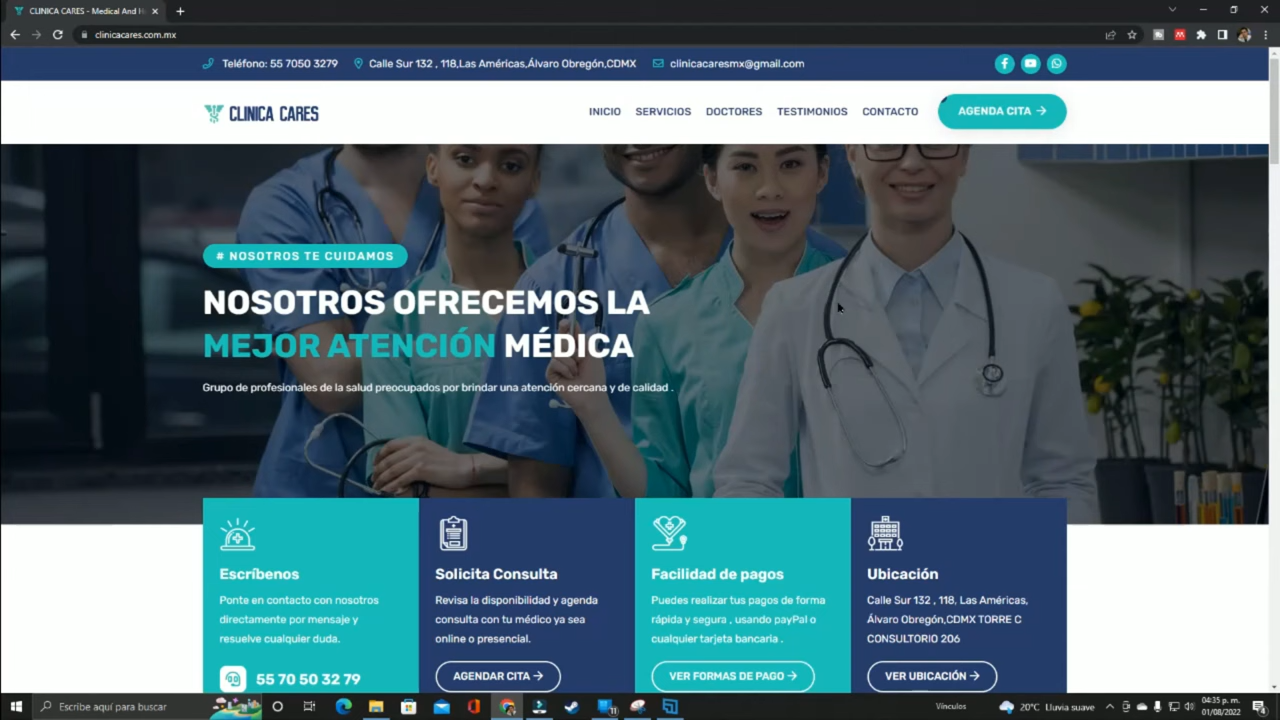 CLINICA CARES - Medical And H
clinicacares.com.mx
Teléfono: 55 7050 3279
Calle Sur 132 , 118,Las Américas,Álvaro Obregón,CDMX
clinicacaresmx@gmail.com
CLINICA CARES
INICIO
SERVICIOS
DOCTORES
TESTIMONIOS
CONTACTO
AGENDA CITA
# NOSOTROS TE CUIDAMOS
NOSOTROS OFRECEMOS LA
MEJOR ATENCIÓN MÉDICA
Grupo de profesionales de la salud preocupados por brindar una atención cercana y de calidad .
Escríbenos
Ponte en contacto con nosotros
directamente por mensaje y
resuelve cualquier duda.
55 70 50 32 79
Solicita Consulta
Revisa la disponibilidad y agenda
consulta con tu médico ya sea
online o presencial.
AGENDAR CITA
Facilidad de pagos
Puedes realizar tus pagos de forma
rápida y segura , usando payPal o
cualquier tarjeta bancaria .
VER FORMAS DE PAGO
Ubicación
Calle Sur 132 , 118, Las Américas,
Álvaro Obregón,CDMX TORRE C
CONSULTORIO 206
VER UBICACIÓN
Escribe aquí para buscar
Vínculos
20°C Lluvia suave
04:35 p. m.
01/08/2022